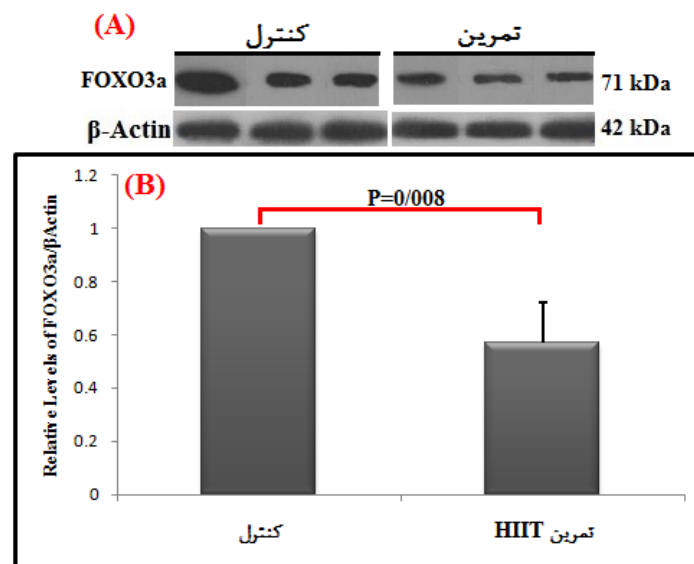 (A)
کنترل
تمرین
FOXO3a
71 kDa
β-Actin
42 kDa
(B)
P=0/008
Relative Levels of FOXO3a/βActin
1.2
1
0.8
0.6
0.4
0.2
0
کنترل
تمرین HIIT